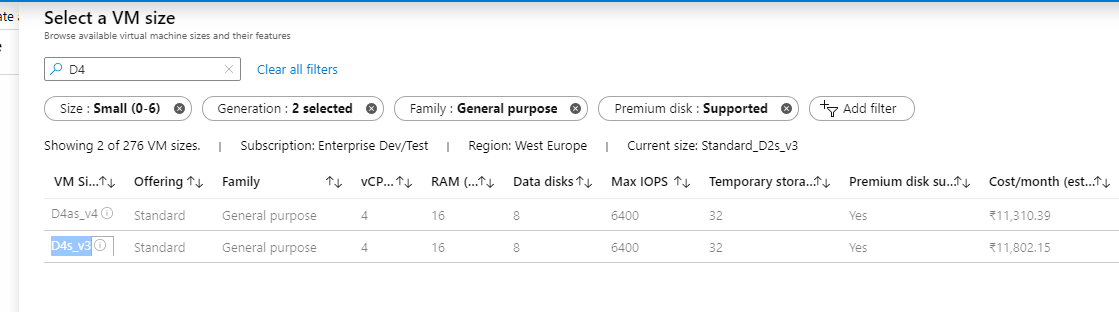 ate a
Select a VM size
Browse available virtual machine sizes and their features
D4
Clear all filters
Size : Small (0-6) Generation : 2 selected Family : General purpose Premium disk : Supported Add filter
Showing 2 of 276 VM sizes. | Subscription: Enterprise Dev/Test | Region: West Europe | Current size: Standard_D2s_v3
VM Si...↑↓ Offering ↑↓ Family ↑↓ vCP...↑↓ RAM (...↑↓ Data disks↑↓ Max IOPS ↑↓ Temporary stora...↑↓ Premium disk su...↑↓ Cost/month (est...↑↓
D4as_v4 Standard General purpose 4 16 8 6400 32 Yes ₹11,310.39
D4s_v3 Standard General purpose 4 16 8 6400 32 Yes ₹11,802.15